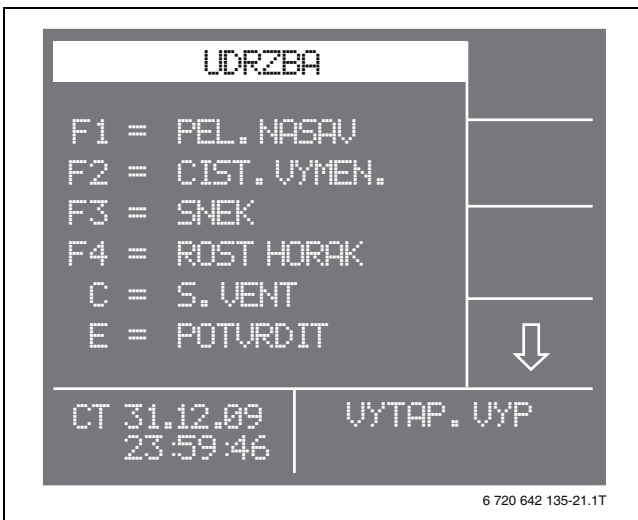 UDRZBA
F1 = PEL. NASAV
F2 = CIST. VYMEN.
F3 = SNEK
F4 = ROST HORAK
C = S. VENT
E = POTVRDIT
CT 31.12.09
23:59:46
VYTAP. VYP
6 720 642 135-21.1T